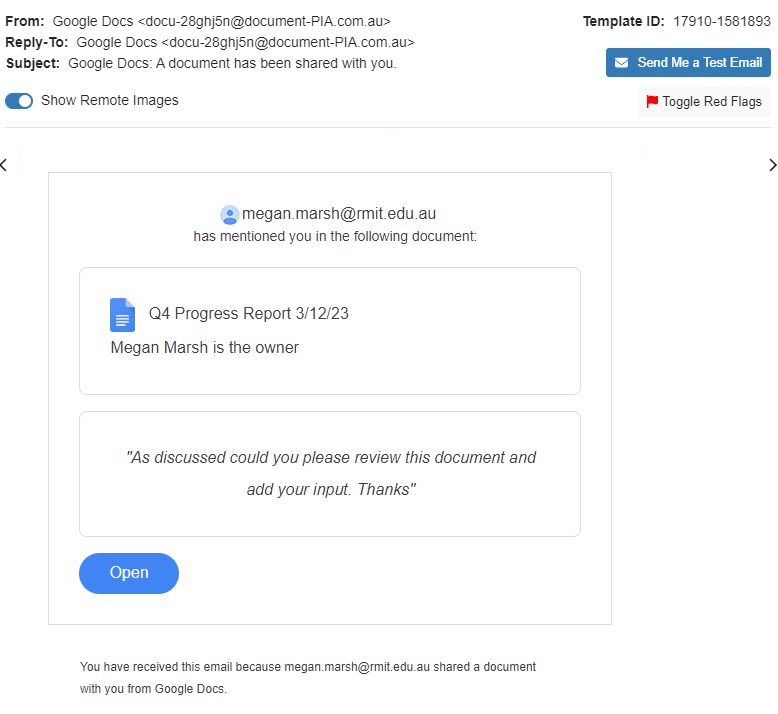 From: Google Docs <docu-28ghj5n@document-PIA.com.au>
Template ID: 17910-1581893
Reply-To: Google Docs <docu-28ghj5n@document-PIA.com.au>
Subject: Google Docs: A document has been shared with you.
Send Me a Test Email
Show Remote Images
Toggle Red Flags
megan.marsh@rmit.edu.au
has mentioned you in the following document:
Q4 Progress Report 3/12/23
Megan Marsh is the owner
"As discussed could you please review this document and
add your input. Thanks"
Open
You have received this email because megan.marsh@rmit.edu.au shared a document
with you from Google Docs.